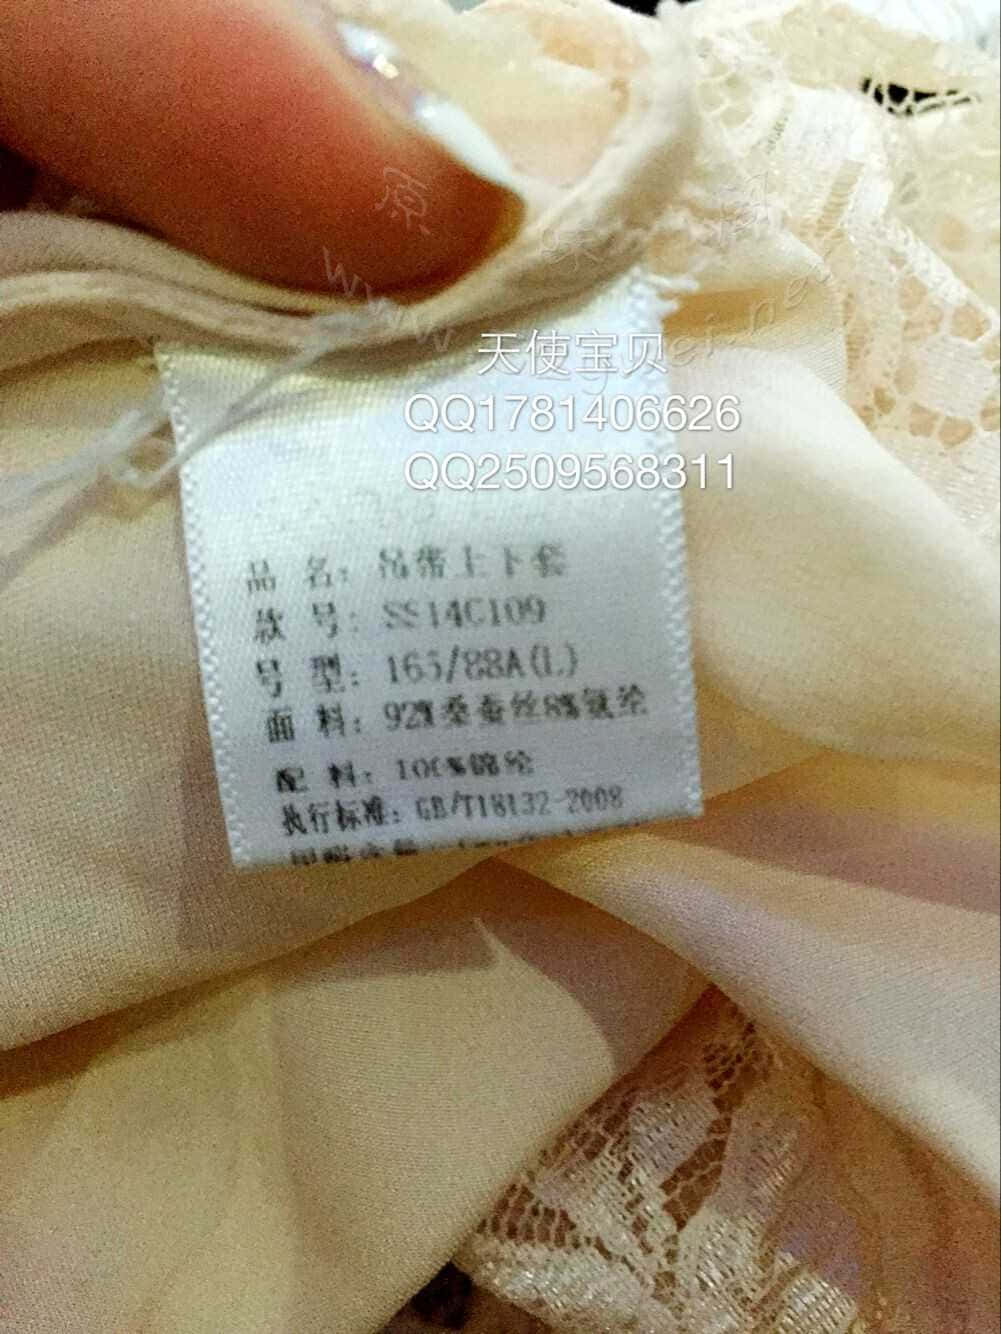 天使宝贝
QQ1781406626
QQ2509568311
品 名: 吊带上下套
款 号: SS14C109
号 型: 165/88A(L)
面 料: 92%桑蚕丝8%氨纶
配 料: 100%锦纶
执行标准: GB/T18132-2008